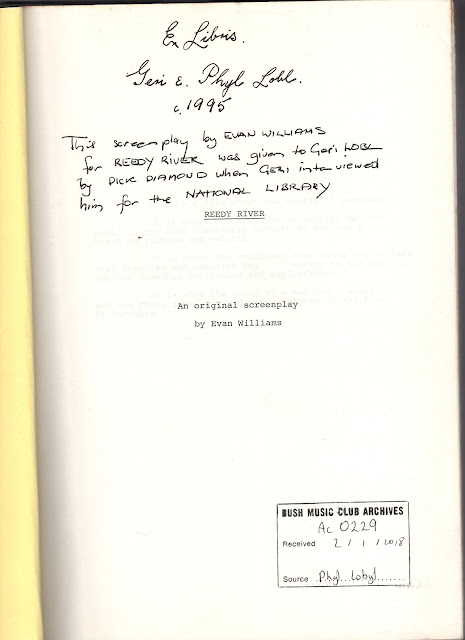 Ex Libris.
Geri & Phyl Lobl.
c. 1995
This screenplay by EVAN WILLIAMS
for REEDY RIVER was given to Geri LOBL
by DICK DIAMOND when GERI interviewed
him for the NATIONAL LIBRARY
REEDY RIVER
An original screenplay
by Evan Williams
BUSH MUSIC CLUB ARCHIVES
Ac 0229
Received 2 / 1 / 2018
Source Phyl Lobyl